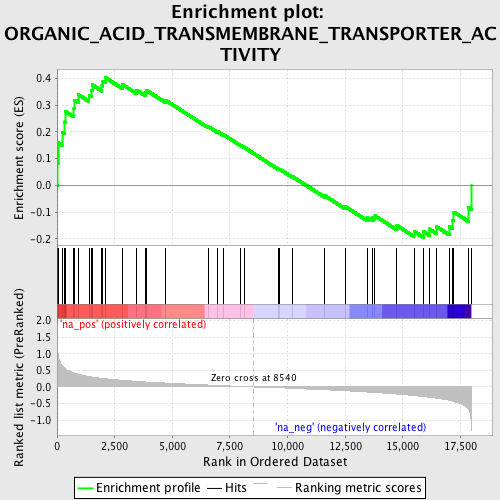 Enrichment plot:
ORGANIC_ACID_TRANSMEMBRANE_TRANSPORTER_AC
TIVITY
Enrichment score (ES)
0.4
0.3
0.2
0.1
0.0
-0.1
-0.2
'na_pos' (positively correlated)
Ranked list metric (PreRanked)
2.0
1.5
1.0
0.5
0.0
-0.5
-1.0
Zero cross at 8540
'na_neg' (negatively correlated)
0
2,500
5,000
7,500
10,000
12,500
15,000
17,500
Rank in Ordered Dataset
Enrichment profile
Hits
Ranking metric scores